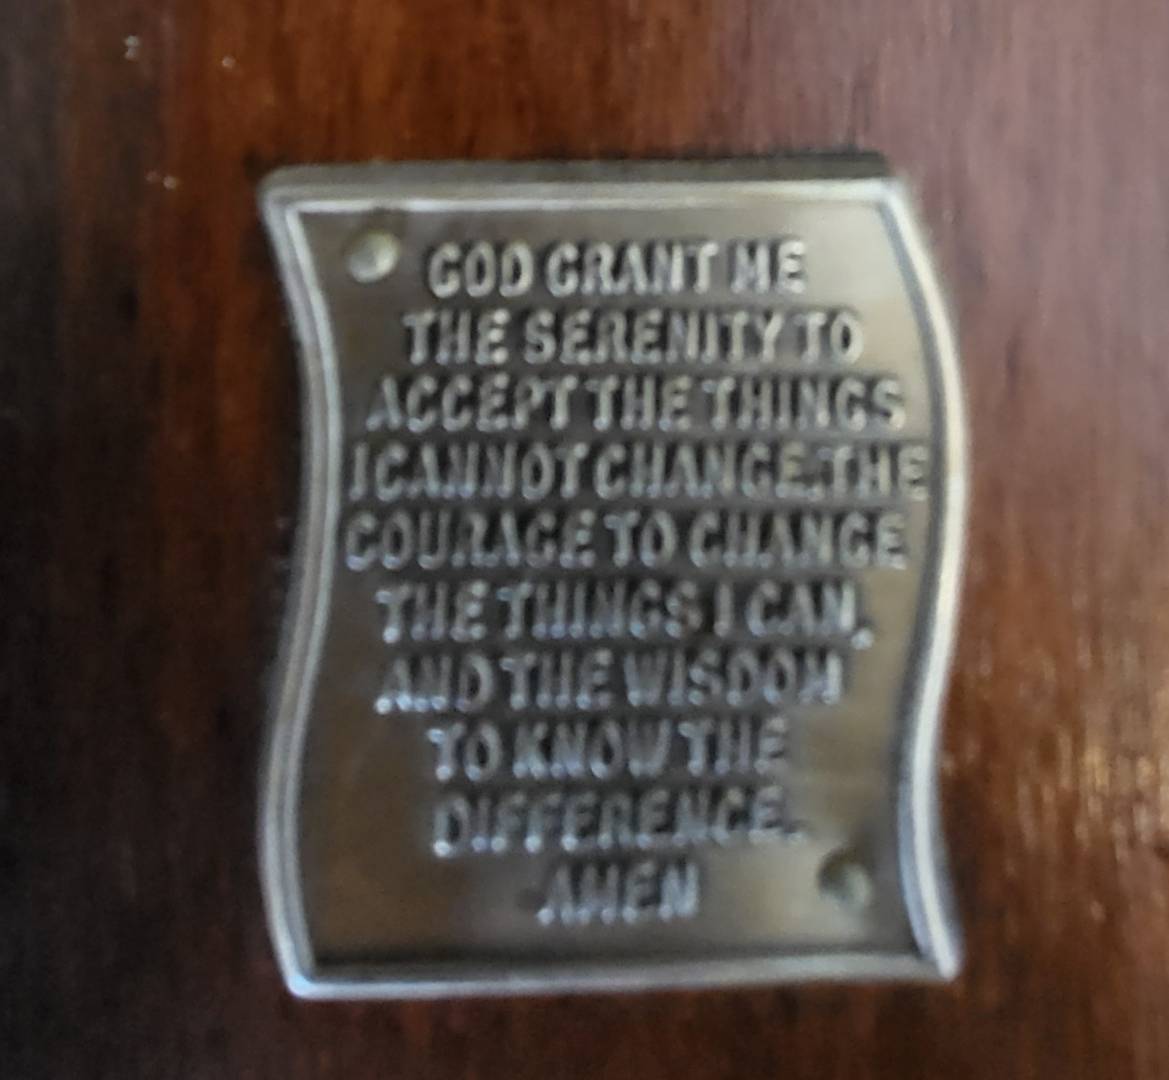 GOD GRANT ME
THE SERENITY TO
ACCEPT THE THINGS
I CANNOT CHANGE, THE
COURAGE TO CHANGE
THE THINGS I CAN,
AND THE WISDOM
TO KNOW THE
DIFFERENCE.
AMEN